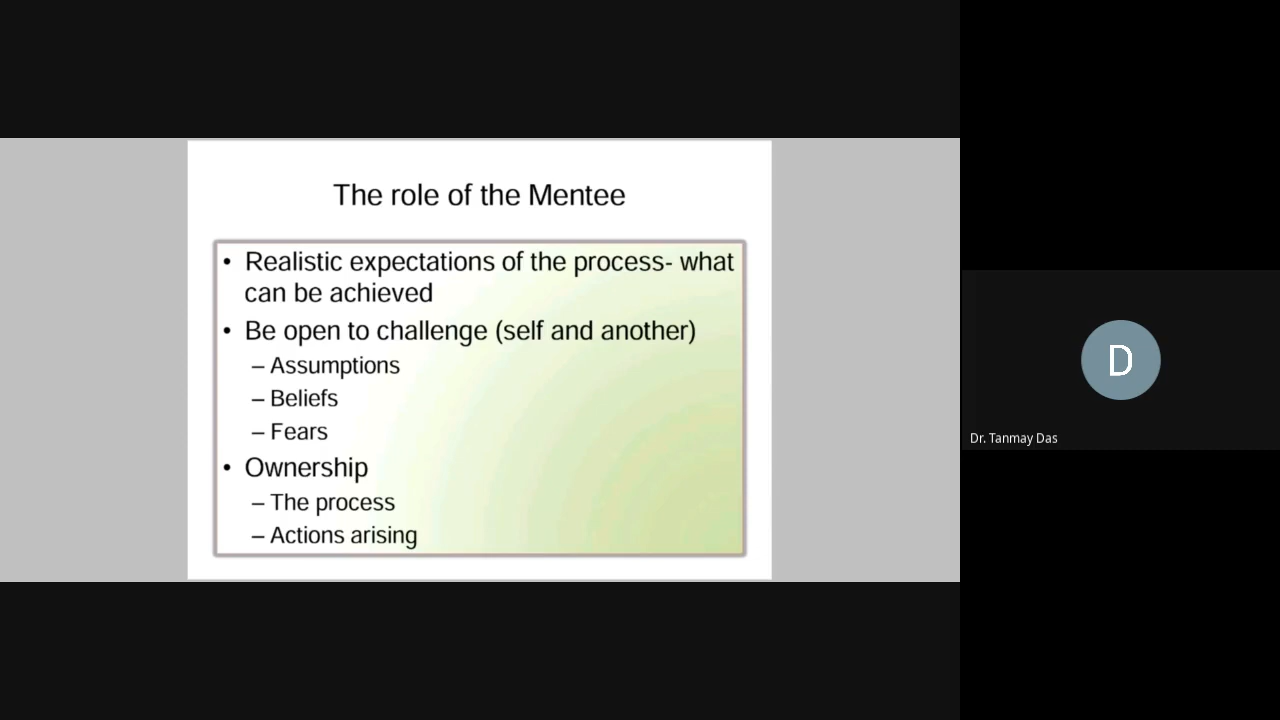 The role of the Mentee
• Realistic expectations of the process- what
can be achieved
• Be open to challenge (self and another)
– Assumptions
– Beliefs
– Fears
• Ownership
– The process
– Actions arising
D
Dr. Tanmay Das